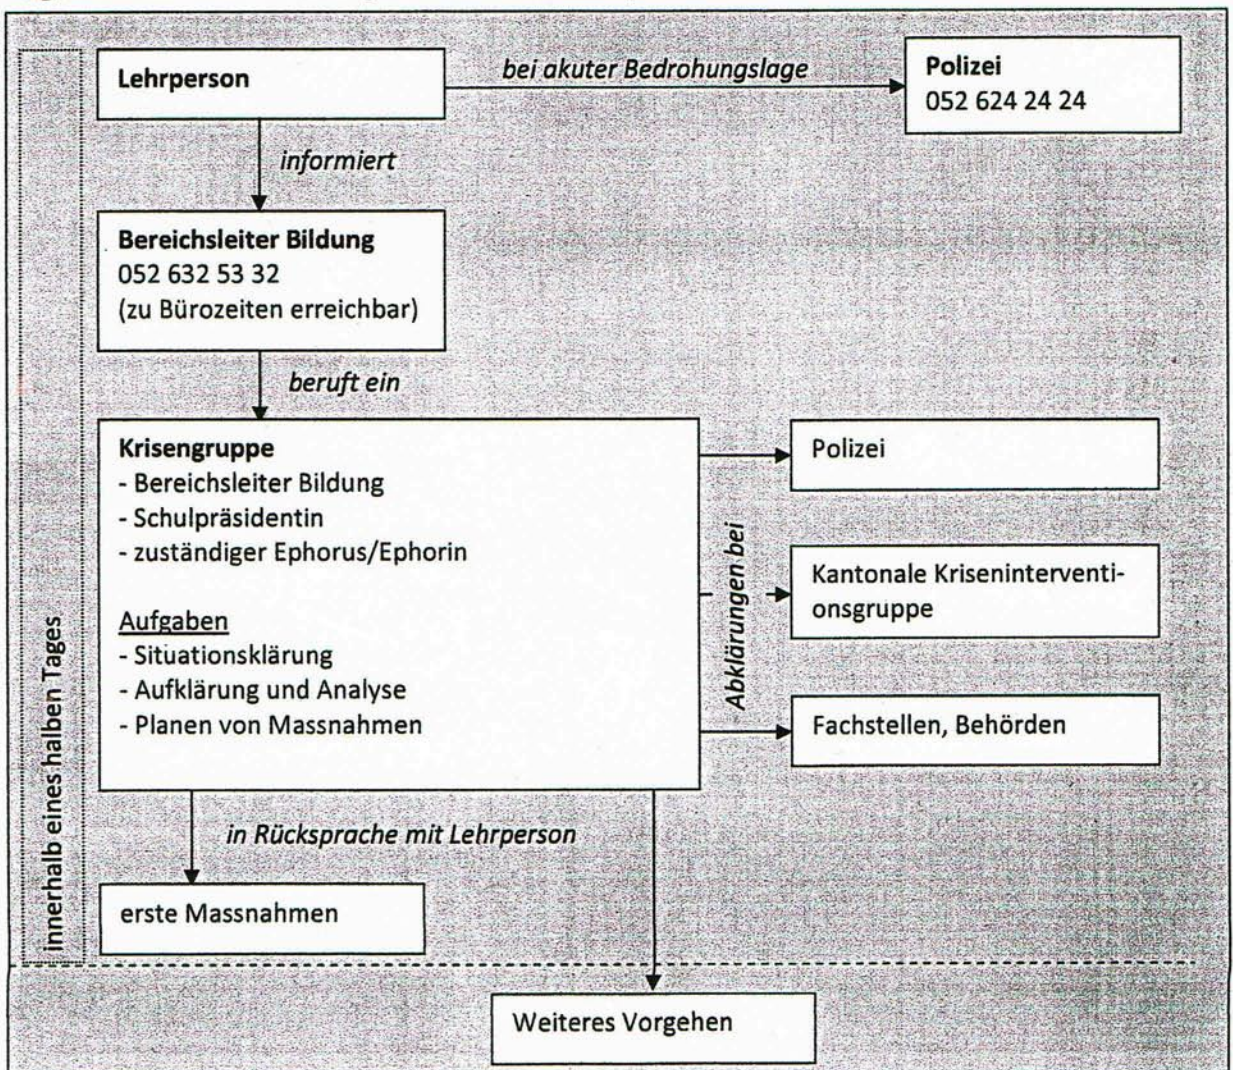 Lehrperson
bei akuter Bedrohungslage
Polizei
052 624 24 24
informiert
Bereichsleiter Bildung
052 632 53 32
(zu Bürozeiten erreichbar)
beruft ein
Krisengruppe
- Bereichsleiter Bildung
- Schulpräsidentin
- zuständiger Ephorus/Ephorin
Aufgaben
- Situationsklärung
- Aufklärung und Analyse
- Planen von Massnahmen
Abklärungen bei
Polizei
Kantonale Kriseninterventi-
onsgruppe
Fachstellen, Behörden
in Rücksprache mit Lehrperson
erste Massnahmen
innerhalb eines halben Tages
Weiteres Vorgehen